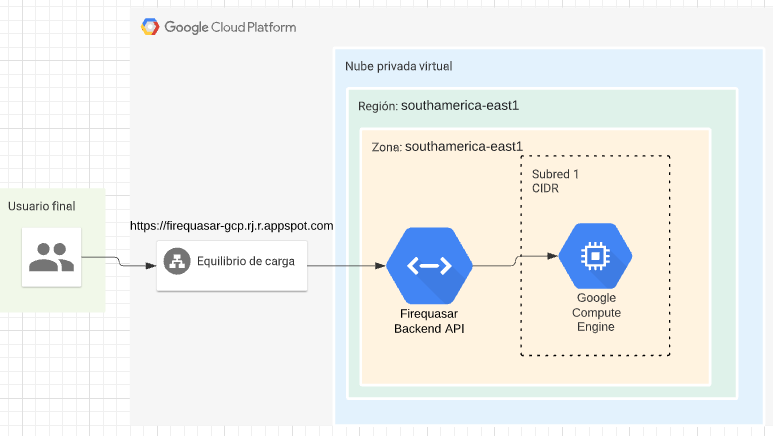 Google Cloud Platform
Nube privada virtual
Región: southamerica-east1
Zona: southamerica-east1
Subred 1
CIDR
Usuario final
https://firequasar-gcp.rj.r.appspot.com
Equilibrio de carga
Firequasar
Backend API
Google
Compute
Engine